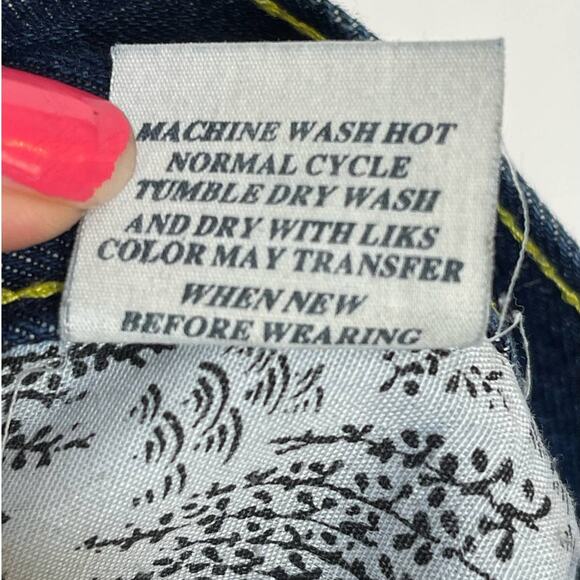 MACHINE WASH HOT
NORMAL CYCLE
TUMBLE DRY WASH
AND DRY WITH LIKS
COLOR MAY TRANSFER
WHEN NEW
BEFORE WEARING